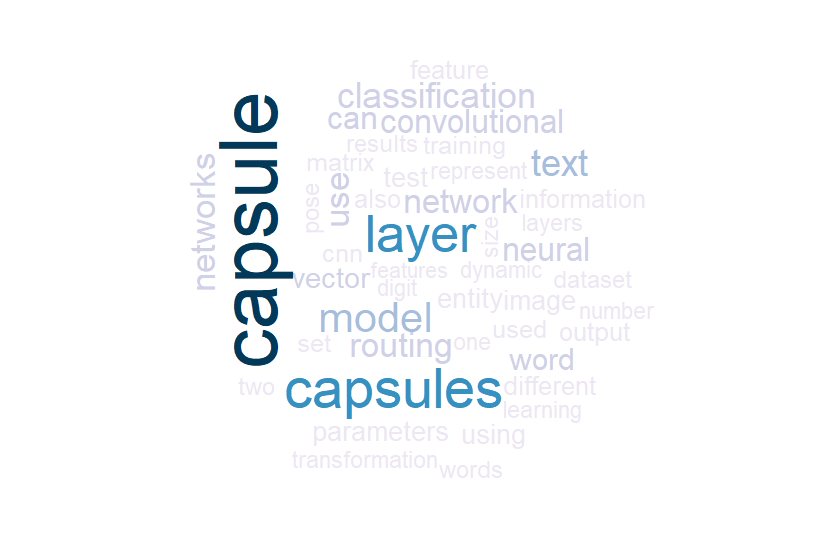 feature
classification
can convolutional
results training
matrix test represent text
networks
capsule
pose
use
also network information
layer
size
layers
cnn
neural
vector features dynamic dataset
digit
entity image number
model
set routing one used output
word
two capsules different
learning
parameters using
transformation words